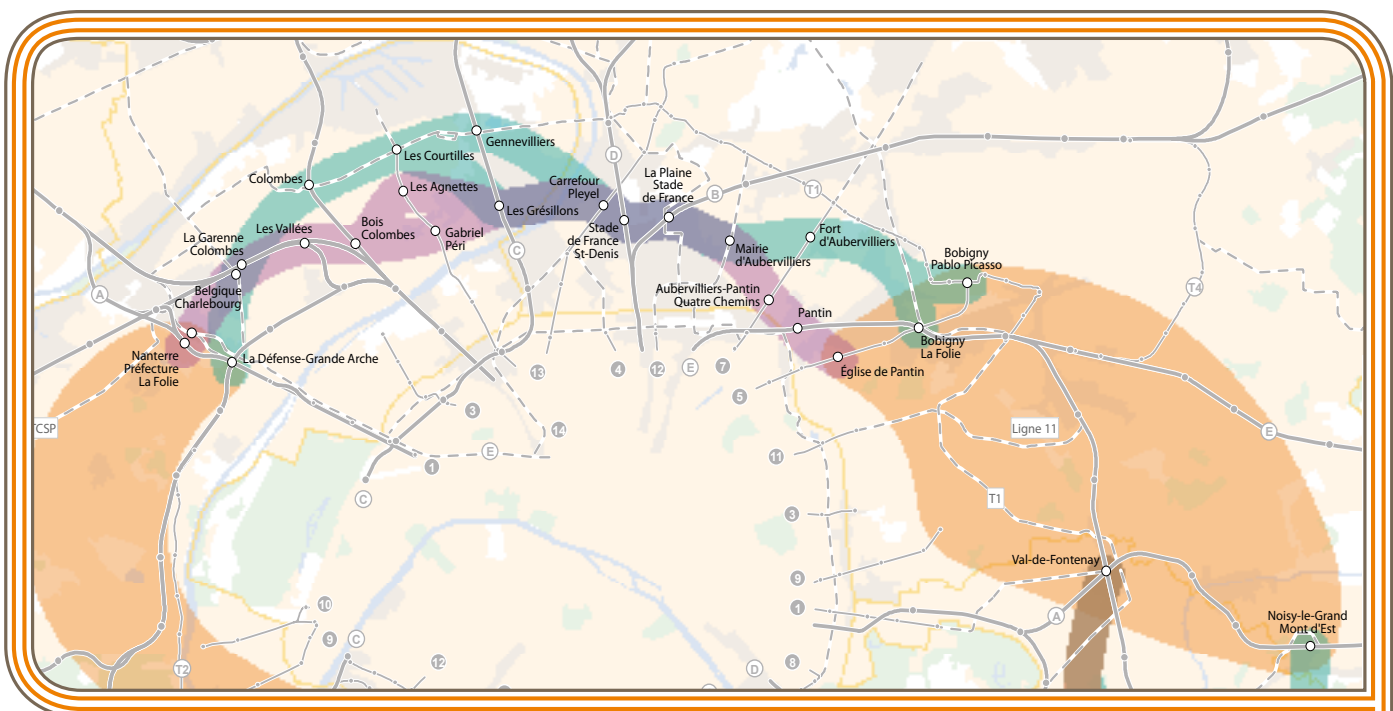 Gennevilliers
Les Courtilles
D
La Plaine
Stade
de France
Carrefour
Pleyel
Colombes
Les Agnettes
B
T1
Les Grésillons
Les Vallées
Bois
Colombes
Gabriel
Péri
Stade
de France
St-Denis
Fort
d'Aubervilliers
La Garenne
Colombes
C
Mairie
d'Aubervilliers
Bobigny
Pablo Picasso
A
Belgique
Charlebourg
Aubervilliers-Pantin
Quatre Chemins
T4
Pantin
Nanterre
Préfecture
La Folie
La Défense-Grande Arche
Bobigny
La Folie
13
4
12
E
7
Église de Pantin
5
3
TCSP
14
Ligne 11
E
E
1
11
C
T1
3
Val-de-Fontenay
9
10
1
A
Noisy-le-Grand
Mont d'Est
9
C
T2
12
D
8